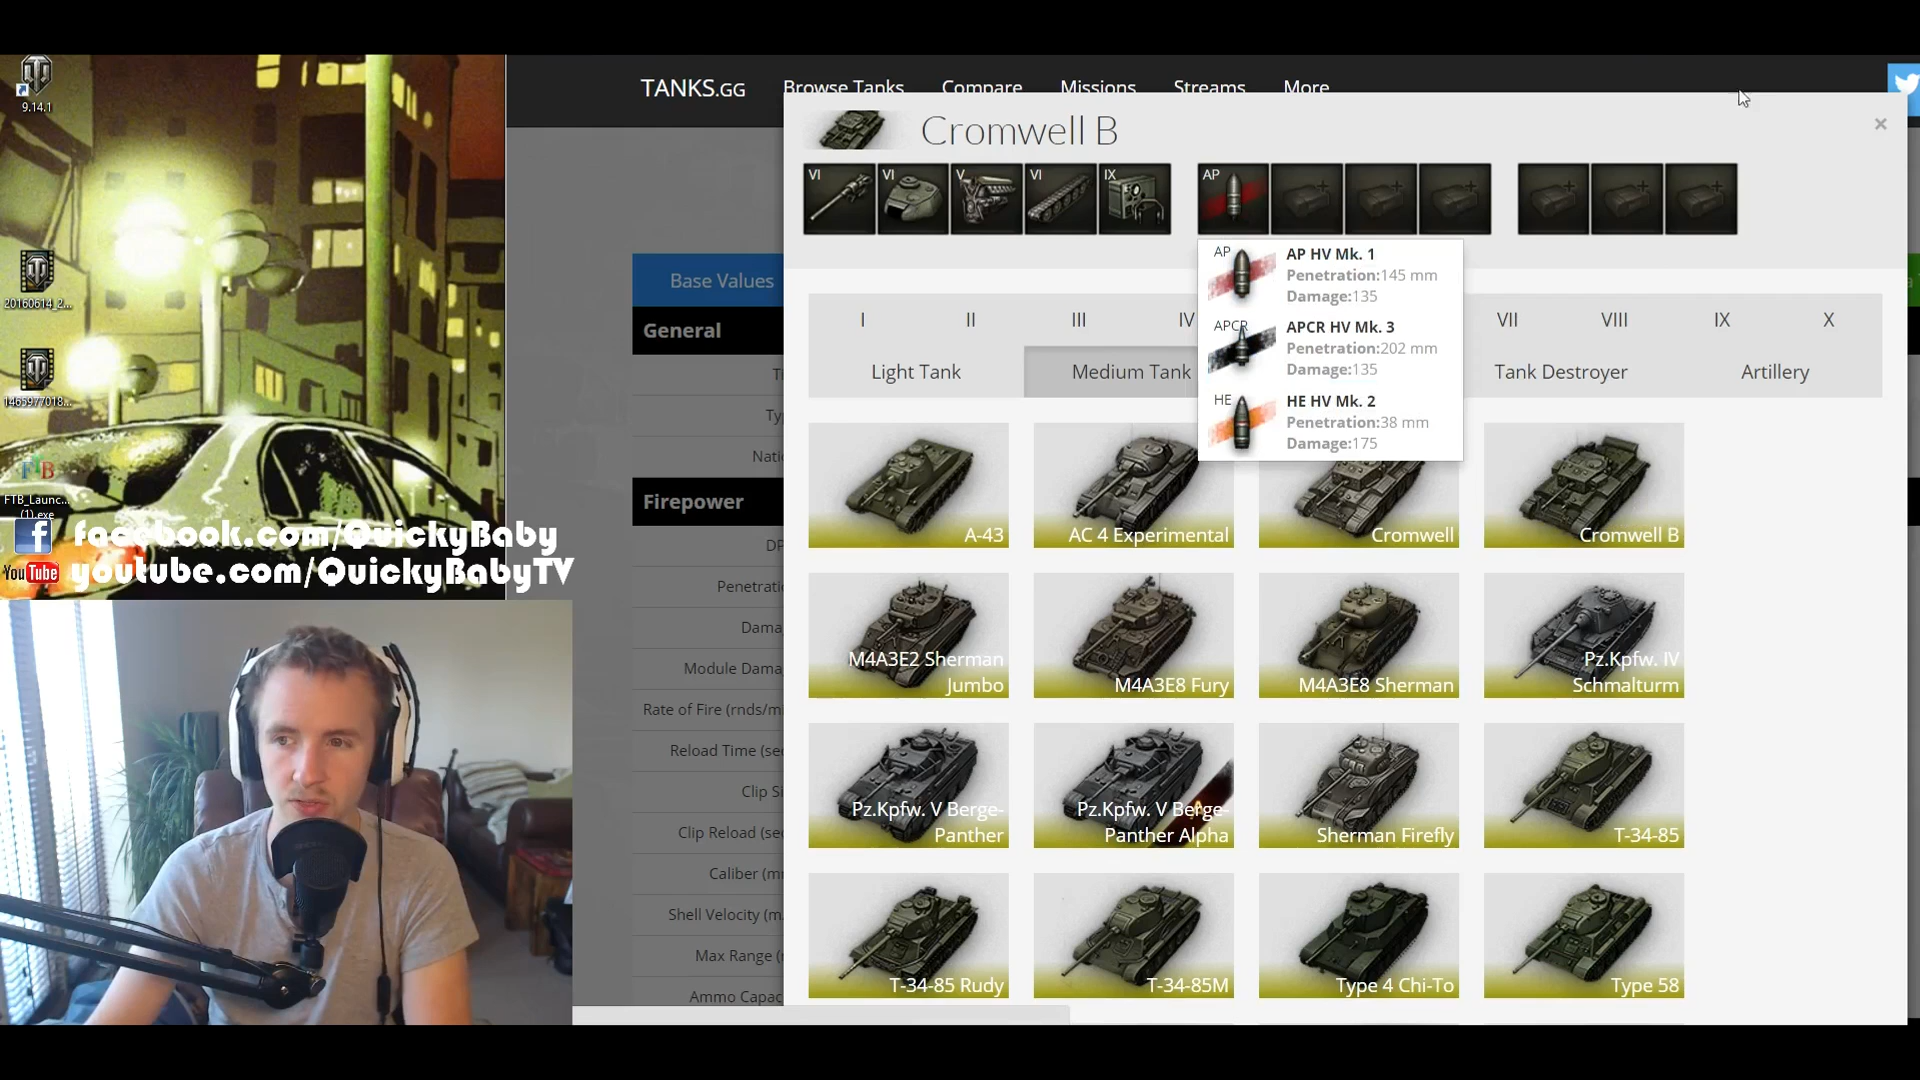 9.14.1
20160614_2...
1465977018...
FTB_Launc...
(1).exe
facebook.com/QuickyBaby
YouTube youtube.com/QuickyBabyTV
TANKS.GG
Browse Tanks
Compare
Missions
Streams
More
Cromwell B
×
VI
VI
V
VI
IX
AP
AP
AP HV Mk. 1
Penetration:145 mm
Damage:135
APCR
APCR HV Mk. 3
Penetration:202 mm
Damage:135
HE
HE HV Mk. 2
Penetration:38 mm
Damage:175
I
II
III
IV
VII
VIII
IX
X
Light Tank
Medium Tank
Tank Destroyer
Artillery
Base Values
General
Firepower
Penetratio
Dama
Module Dama
Rate of Fire (rnds/mi
Reload Time (sec
Clip Si
Clip Reload (sec
Caliber (m
Shell Velocity (m
Max Range (
Ammo Capac
A-43
AC 4 Experimental
Cromwell
Cromwell B
M4A3E2 Sherman
Jumbo
M4A3E8 Fury
M4A3E8 Sherman
Pz.Kpfw. IV
Schmalturm
Pz.Kpfw. V Berge-
Panther
Pz.Kpfw. V Berge-
Panther Alpha
Sherman Firefly
T-34-85
T-34-85 Rudy
T-34-85M
Type 4 Chi-To
Type 58